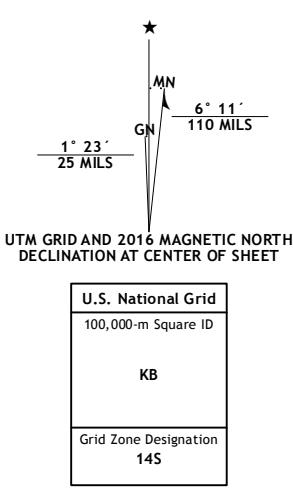 ★
MN
6° 11´
110 MILS
GN
1° 23´
25 MILS
UTM GRID AND 2016 MAGNETIC NORTH
DECLINATION AT CENTER OF SHEET
U.S. National Grid
100,000-m Square ID
KB
Grid Zone Designation
14S